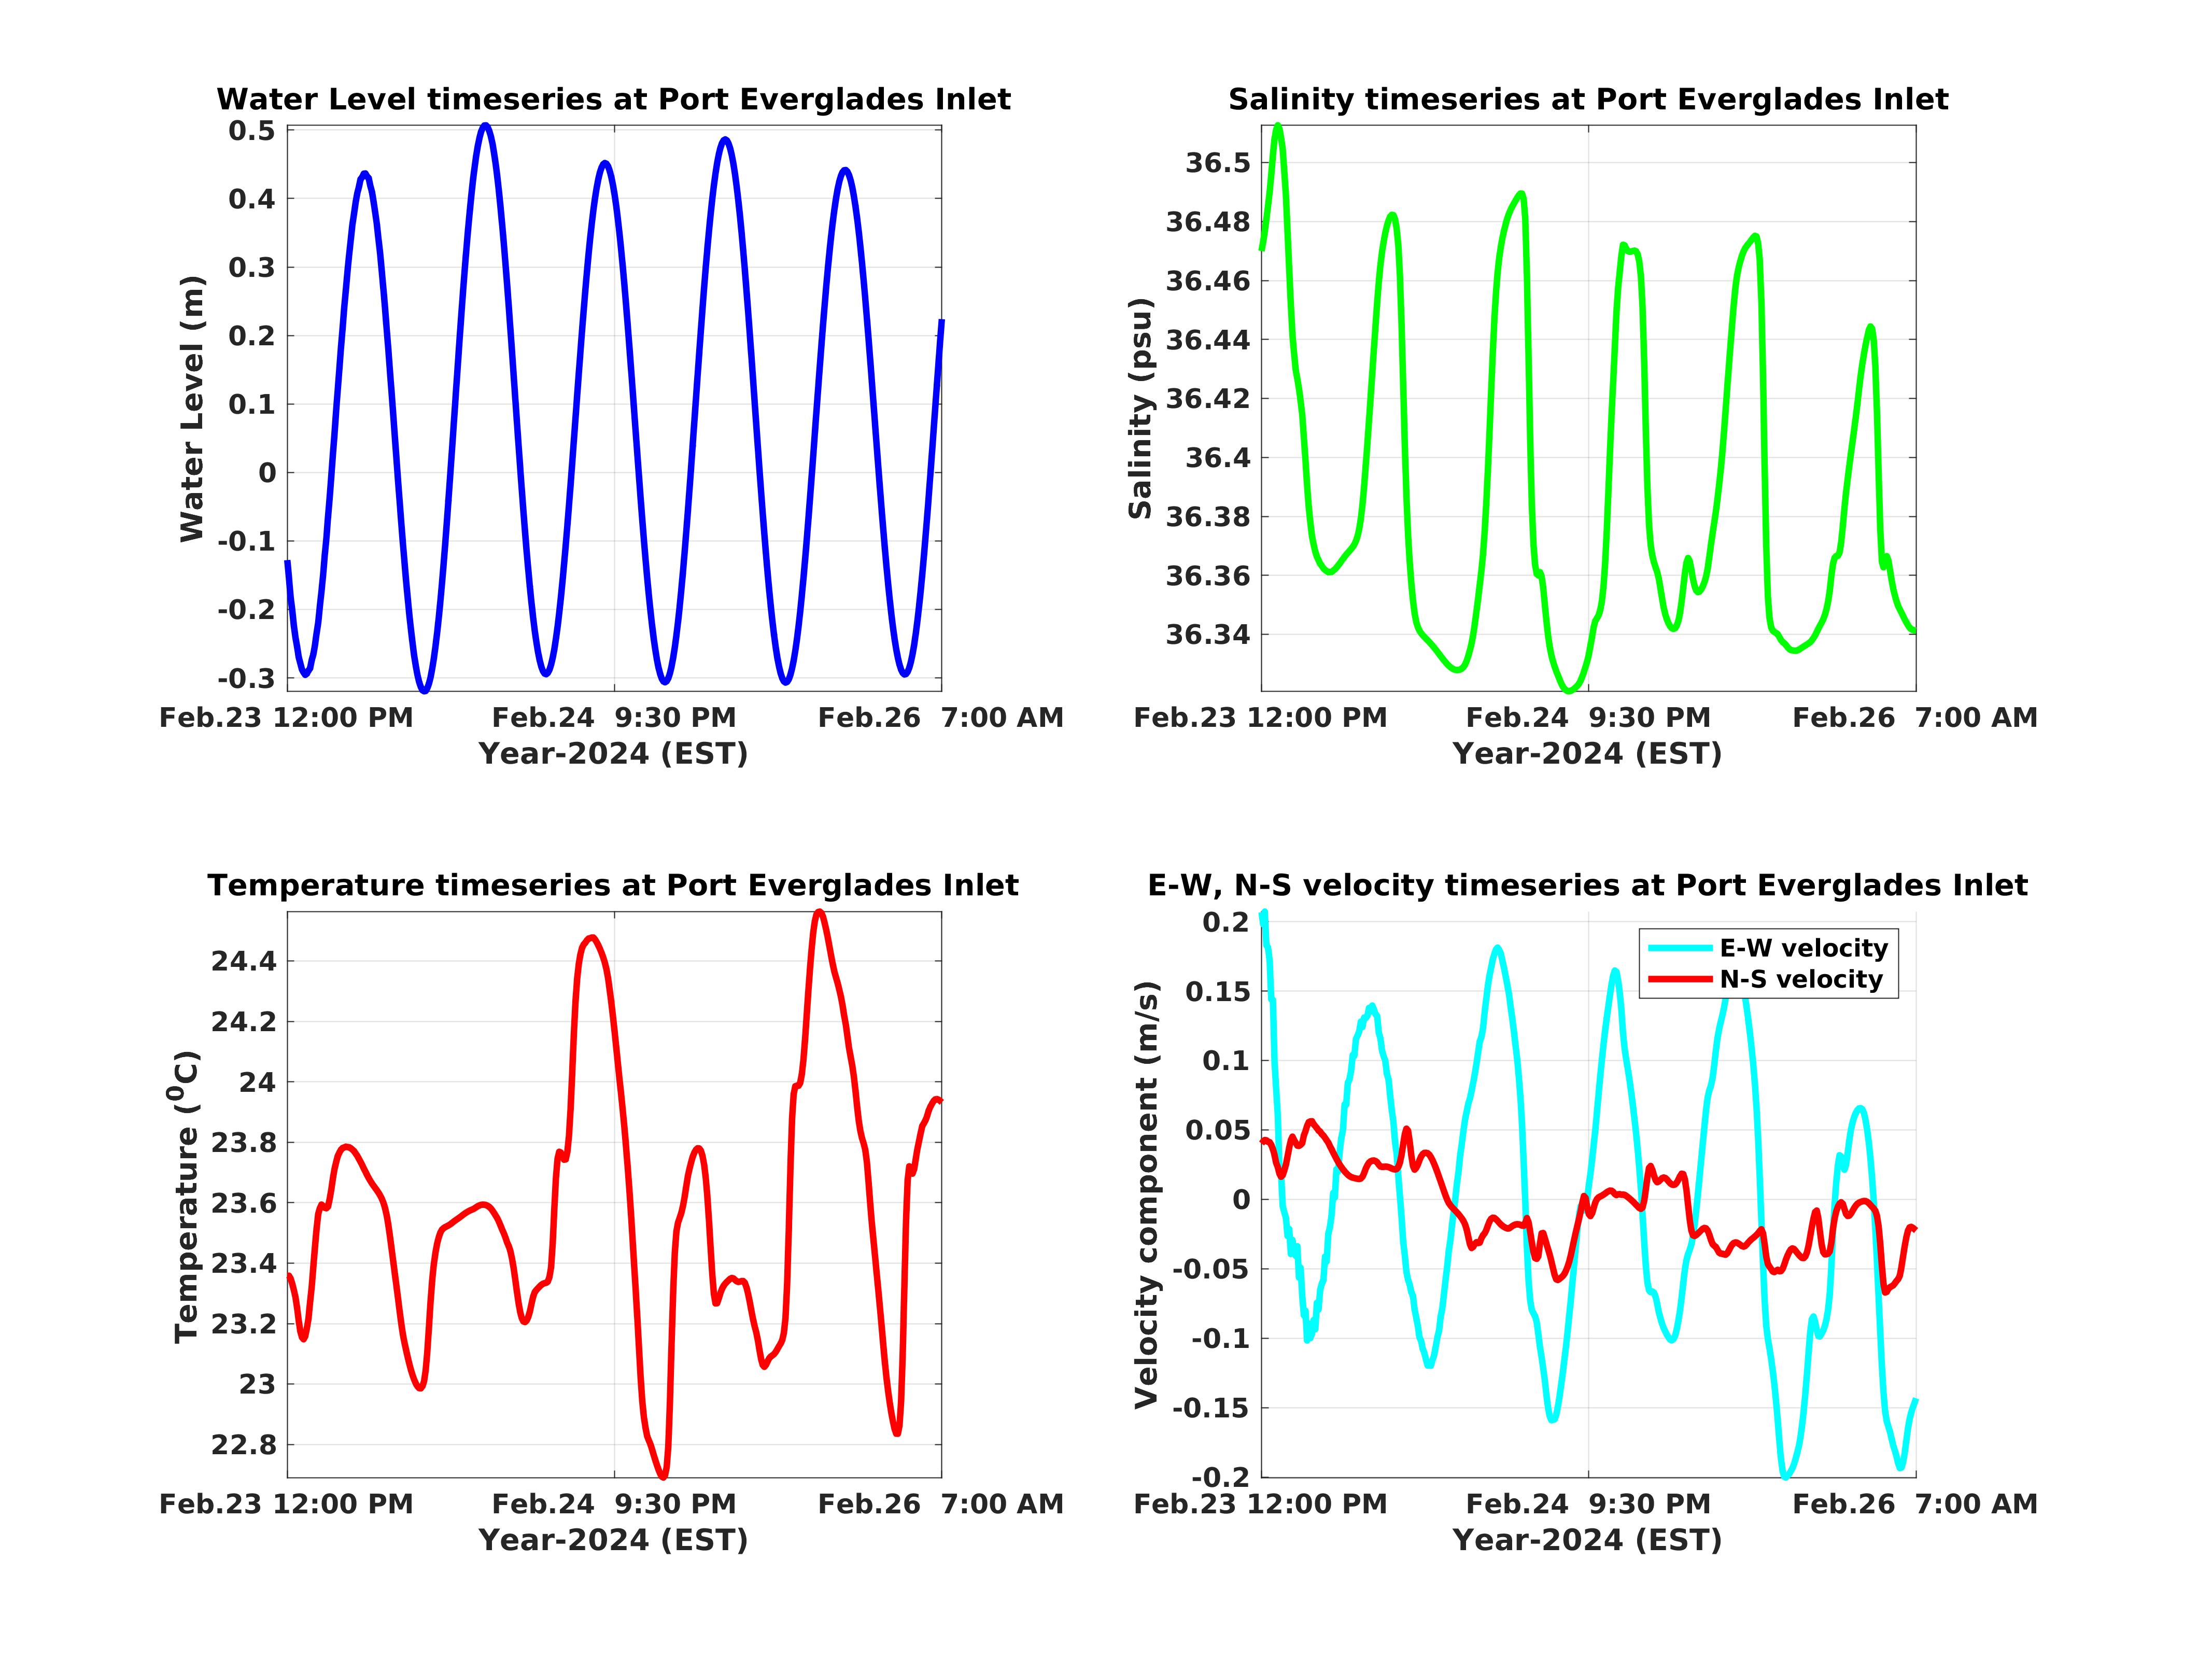 Water Level timeseries at Port Everglades Inlet
0.5
0.4
0.3
0.2
0.1
0
-0.1
-0.2
-0.3
Water Level (m)
Feb.23 12:00 PM Feb.24 9:30 PM Feb.26 7:00 AM
Year-2024 (EST)
Salinity timeseries at Port Everglades Inlet
36.5
36.48
36.46
36.44
36.42
36.4
36.38
36.36
36.34
Salinity (psu)
Feb.23 12:00 PM Feb.24 9:30 PM Feb.26 7:00 AM
Year-2024 (EST)
Temperature timeseries at Port Everglades Inlet
24.4
24.2
24
23.8
23.6
23.4
23.2
23
22.8
Temperature (⁰C)
Feb.23 12:00 PM Feb.24 9:30 PM Feb.26 7:00 AM
Year-2024 (EST)
E-W, N-S velocity timeseries at Port Everglades Inlet
0.2
0.15
0.1
0.05
0
-0.05
-0.1
-0.15
-0.2
Velocity component (m/s)
E-W velocity
N-S velocity
Feb.23 12:00 PM Feb.24 9:30 PM Feb.26 7:00 AM
Year-2024 (EST)